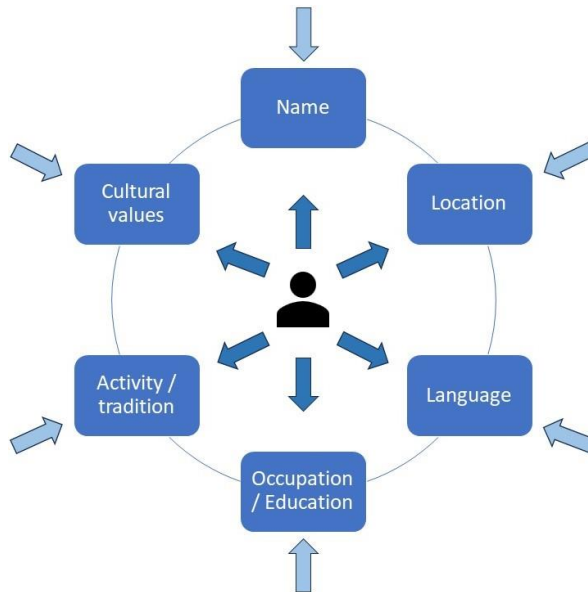 Name
Cultural
values
Location
Activity /
tradition
Language
Occupation
/ Education